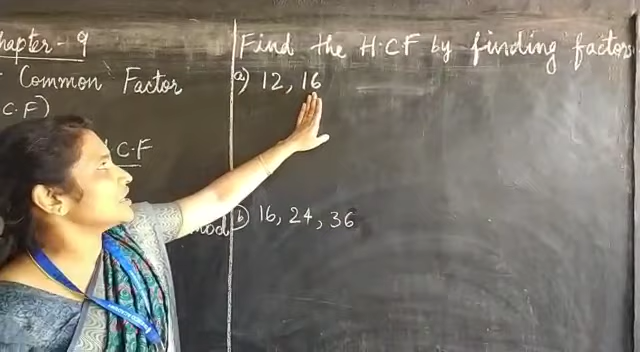 hapter - 9
Common Factor
C.F)
C.F
Find the H.C.F by finding factors
a) 12, 16
b) 16, 24, 36